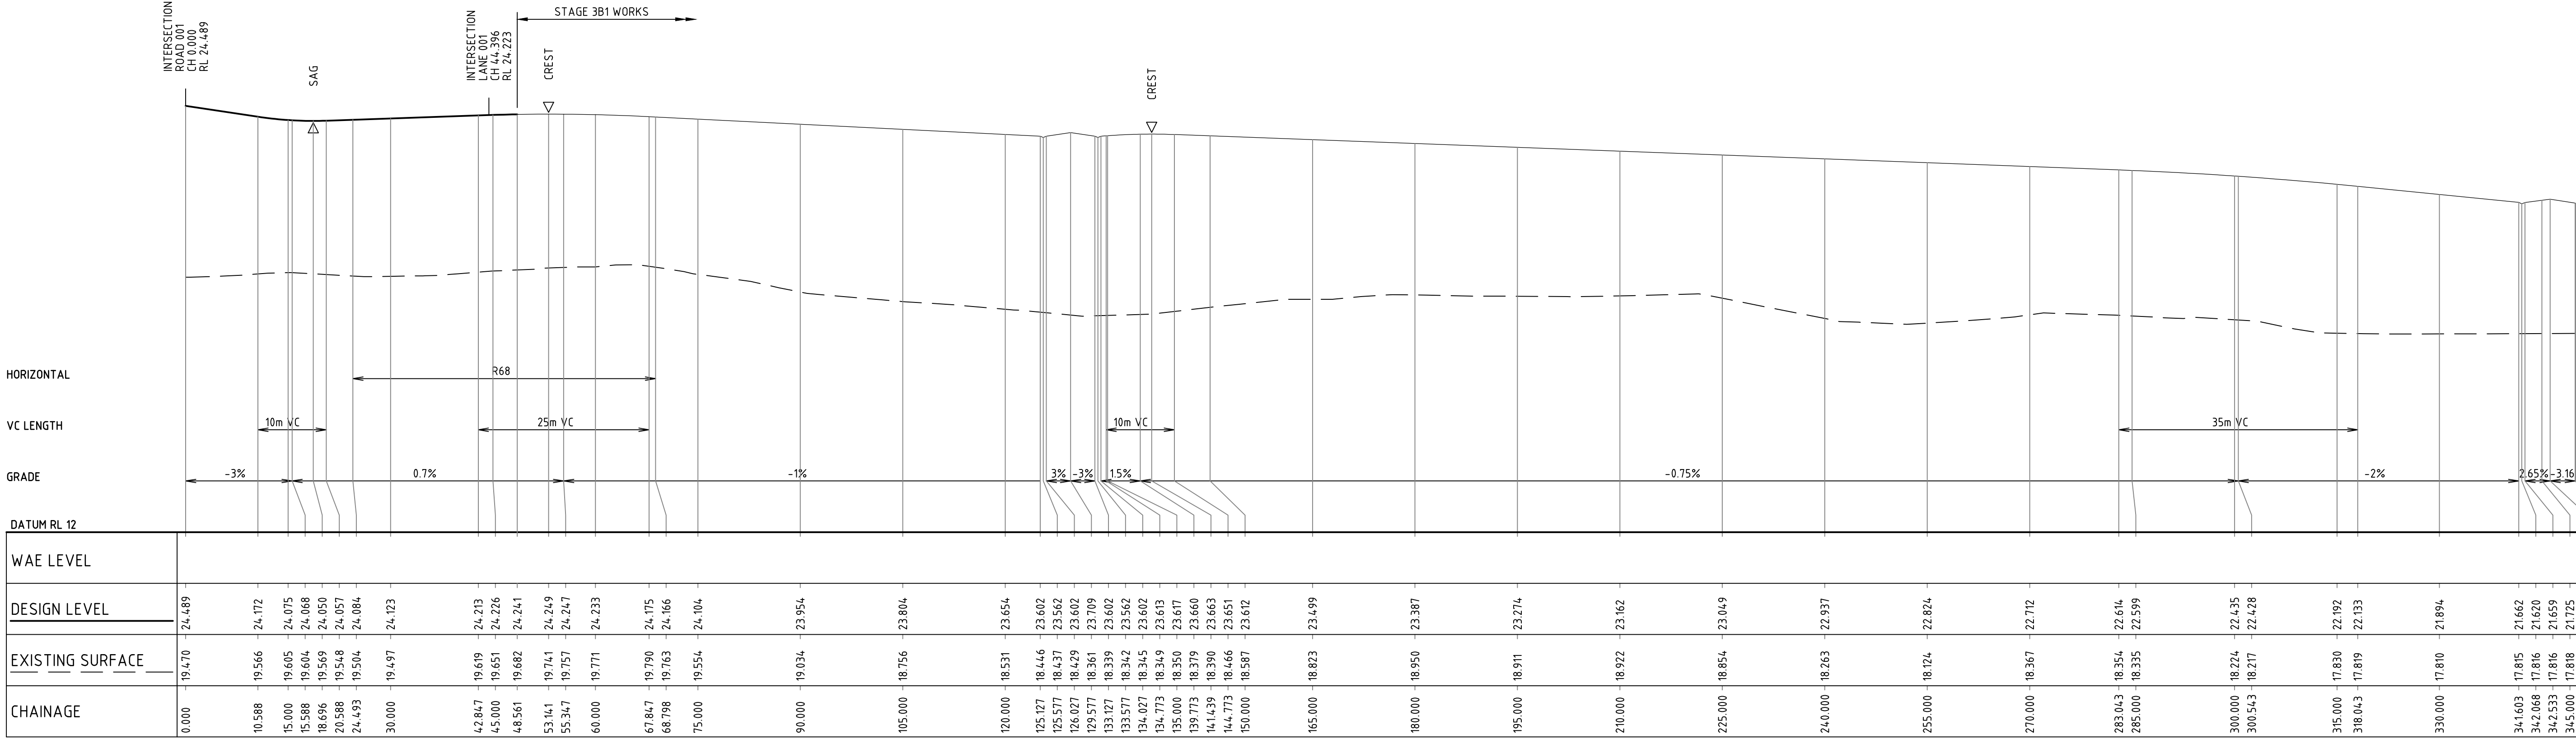 INTERSECTION
ROAD 001
CH 0.000
RL 24.489
SAG
INTERSECTION
LANE 001
CH 44.396
RL 24.223
STAGE 3B1 WORKS
CREST
CREST
HORIZONTAL
R68
VC LENGTH
10m VC 25m VC 10m VC 35m VC
GRADE
-3% 0.7% -1% 3% -3% 1.5% -0.75% -2% 2.65% -3.16
DATUM RL 12
WAE LEVEL
DESIGN LEVEL 24.489 24.172 24.075 24.068 24.050 24.057 24.084 24.123 24.213 24.226 24.241 24.249 24.247 24.233 24.175 24.166 24.104 23.954 23.804 23.654 23.602 23.562 23.602 23.709 23.602 23.562 23.602 23.613 23.617 23.660 23.663 23.651 23.612 23.499 23.387 23.274 23.162 23.049 22.937 22.824 22.712 22.614 22.599 22.435 22.428 22.192 22.133 21.894 21.662 21.620 21.659 21.725
EXISTING SURFACE 19.470 19.566 19.605 19.604 19.569 19.548 19.504 19.497 19.619 19.651 19.682 19.741 19.757 19.771 19.790 19.763 19.554 19.034 18.756 18.531 18.446 18.437 18.429 18.361 18.339 18.342 18.345 18.349 18.350 18.379 18.390 18.466 18.587 18.823 18.950 18.911 18.922 18.854 18.263 18.124 18.367 18.354 18.335 18.224 18.217 17.830 17.819 17.810 17.815 17.816 17.816 17.818
CHAINAGE 0.000 10.588 15.000 15.588 18.696 20.588 24.493 30.000 42.847 45.000 48.561 53.141 55.347 60.000 67.847 68.798 75.000 90.000 105.000 120.000 125.127 125.577 126.027 129.577 133.127 133.577 134.027 134.773 135.000 139.773 141.439 144.773 150.000 165.000 180.000 195.000 210.000 225.000 240.000 255.000 270.000 283.043 285.000 300.000 300.543 315.000 318.043 330.000 341.603 342.068 342.533 345.000